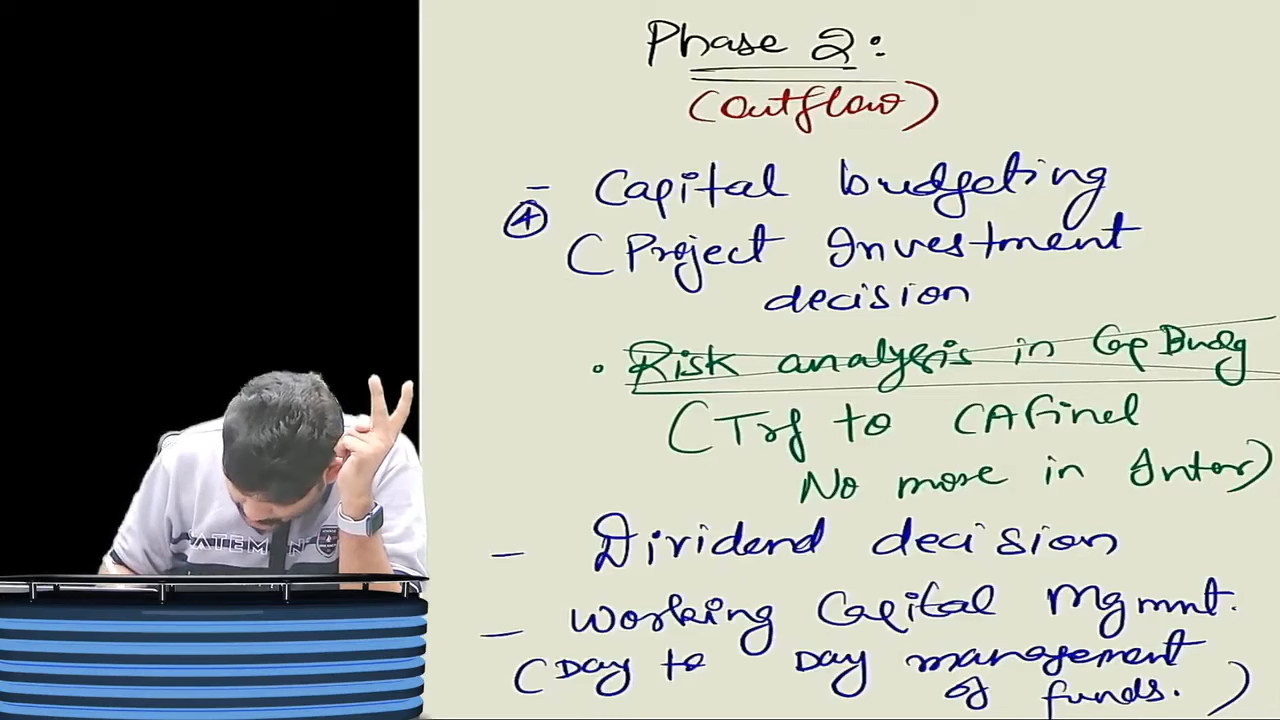 Phase 2:
(outflow)
- Capital budgeting
④
(Project Investment
decision
• Risk analysis in Cap Budg
(Trf to CA Final
No more in Inter)
- Dividend decision
- Working Capital Mgmnt.
(Day to Day management
of funds.)
ATEMEN